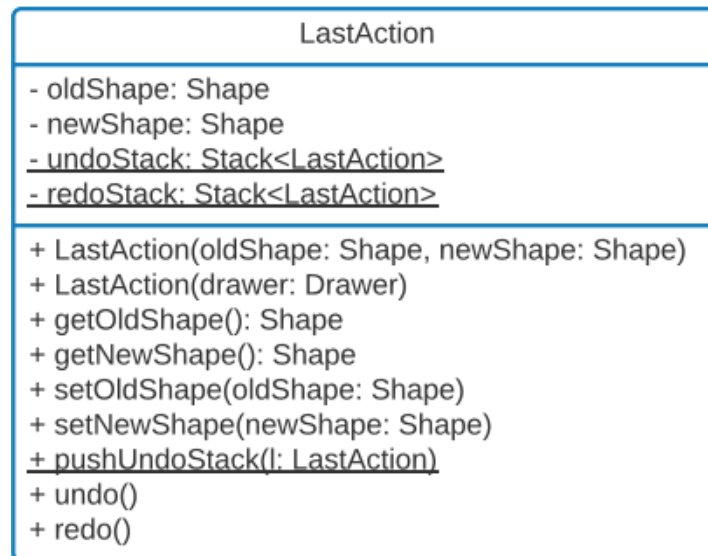 LastAction
- oldShape: Shape
- newShape: Shape
- undoStack: Stack<LastAction>
- redoStack: Stack<LastAction>
+ LastAction(oldShape: Shape, newShape: Shape)
+ LastAction(drawer: Drawer)
+ getOldShape(): Shape
+ getNewShape(): Shape
+ setOldShape(oldShape: Shape)
+ setNewShape(newShape: Shape)
+ pushUndoStack(l: LastAction)
+ undo()
+ redo()